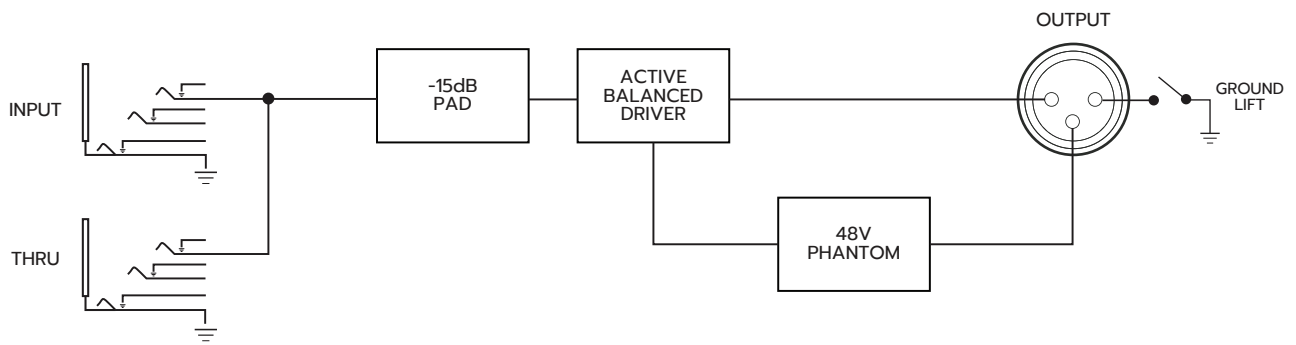 OUTPUT
INPUT
-15dB
PAD
ACTIVE
BALANCED
DRIVER
GROUND
LIFT
THRU
48V
PHANTOM